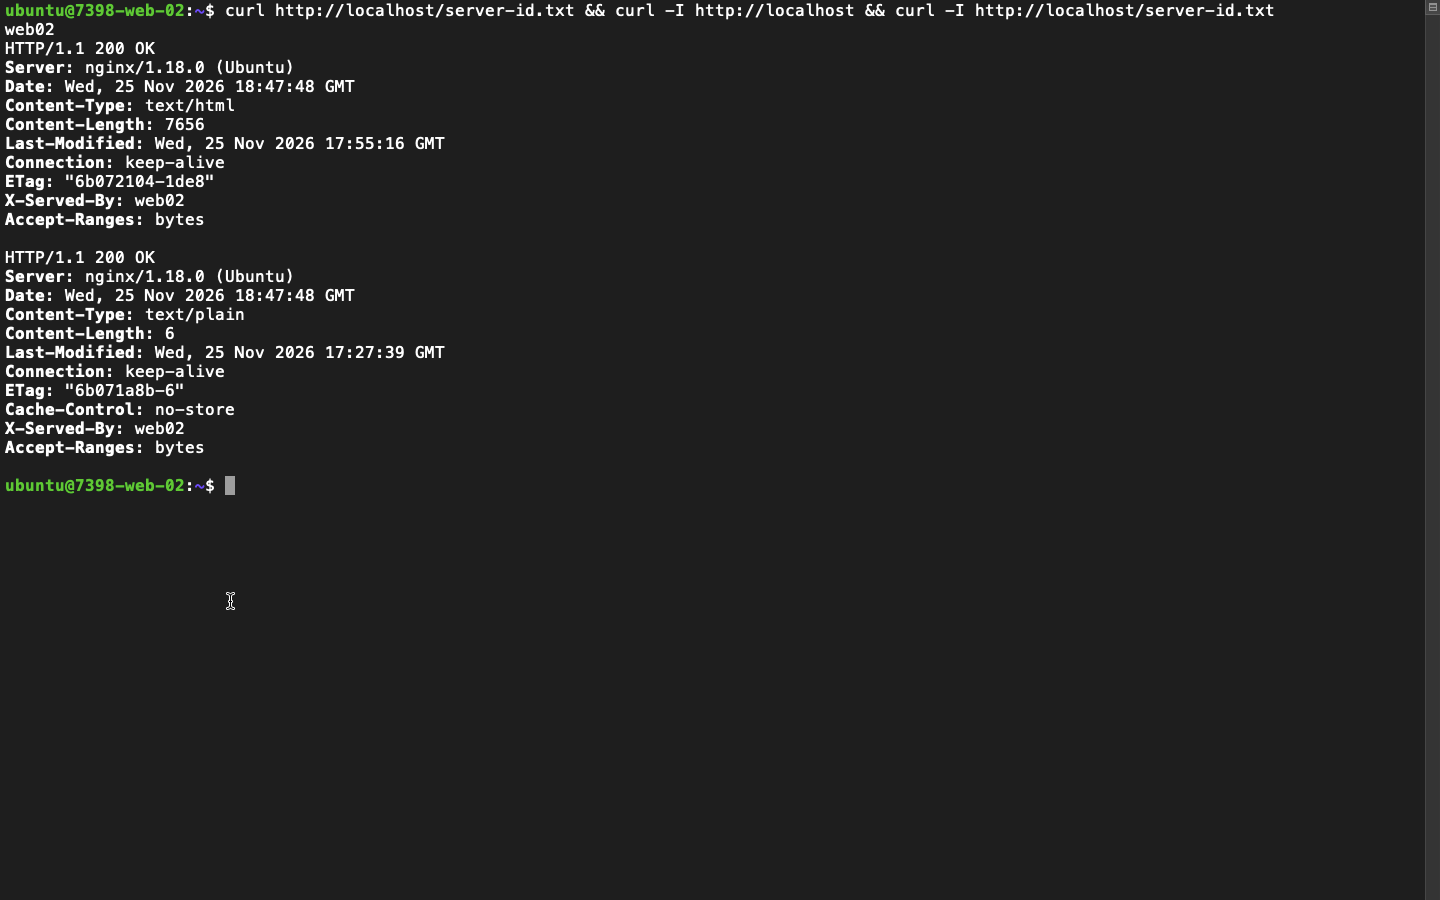 ubuntu@7398-web-02:~$ curl http://localhost/server-id.txt && curl -I http://localhost && curl -I http://localhost/server-id.txt
web02
HTTP/1.1 200 OK
Server: nginx/1.18.0 (Ubuntu)
Date: Wed, 25 Nov 2026 18:47:48 GMT
Content-Type: text/html
Content-Length: 7656
Last-Modified: Wed, 25 Nov 2026 17:55:16 GMT
Connection: keep-alive
ETag: "6b072104-1de8"
X-Served-By: web02
Accept-Ranges: bytes

HTTP/1.1 200 OK
Server: nginx/1.18.0 (Ubuntu)
Date: Wed, 25 Nov 2026 18:47:48 GMT
Content-Type: text/plain
Content-Length: 6
Last-Modified: Wed, 25 Nov 2026 17:27:39 GMT
Connection: keep-alive
ETag: "6b071a8b-6"
Cache-Control: no-store
X-Served-By: web02
Accept-Ranges: bytes

ubuntu@7398-web-02:~$